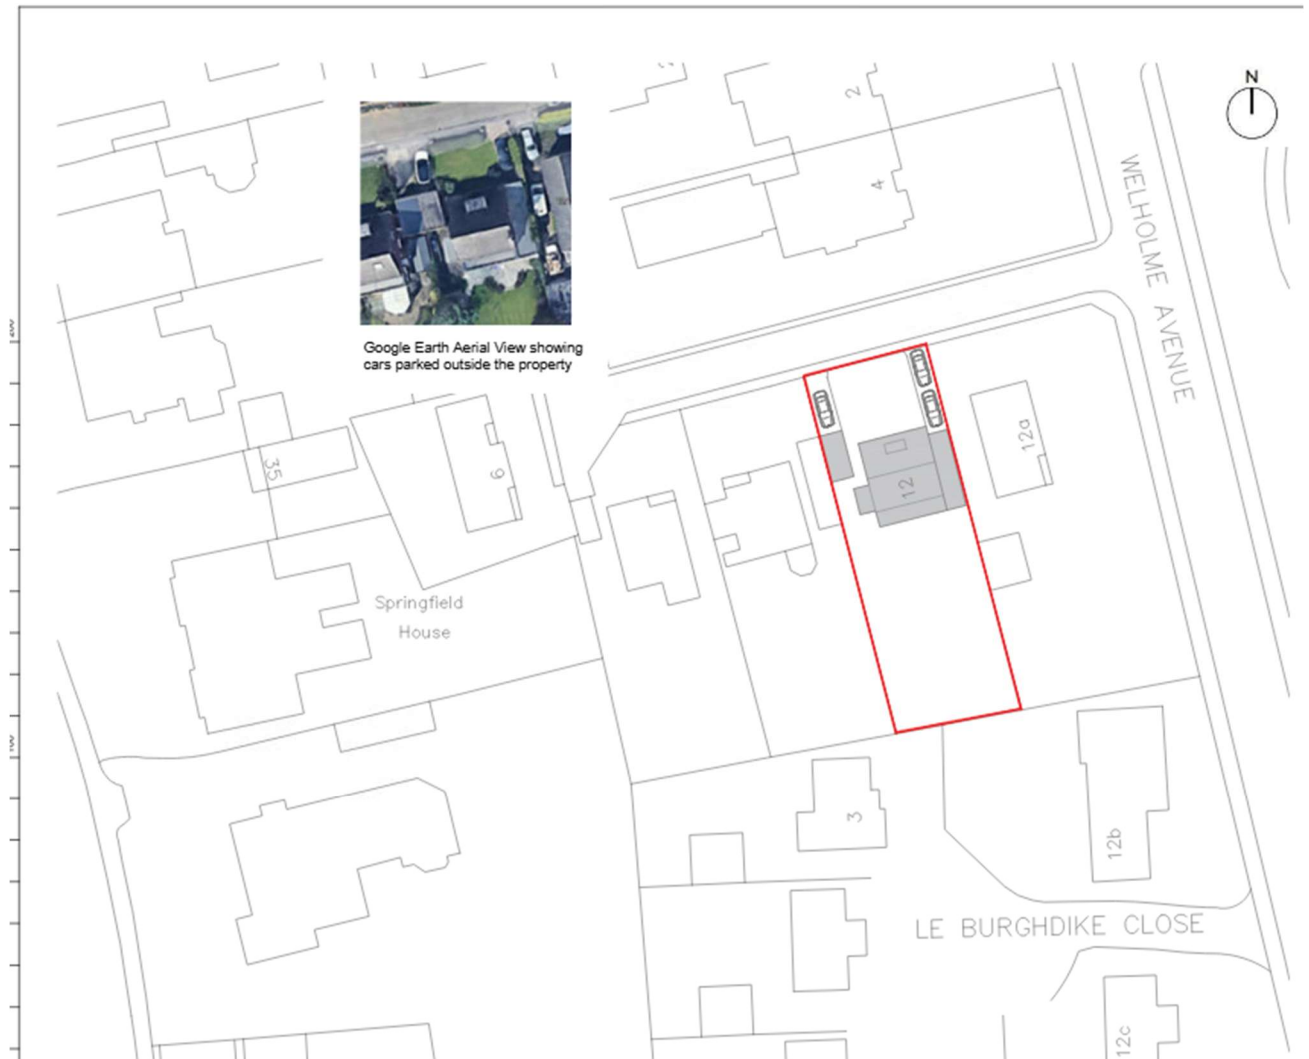 N
2
4
WELHOLME AVENUE
Google Earth Aerial View showing
cars parked outside the property
35
12a
12
Springfield
House
3
12b
LE BURGHDIKE CLOSE
12c